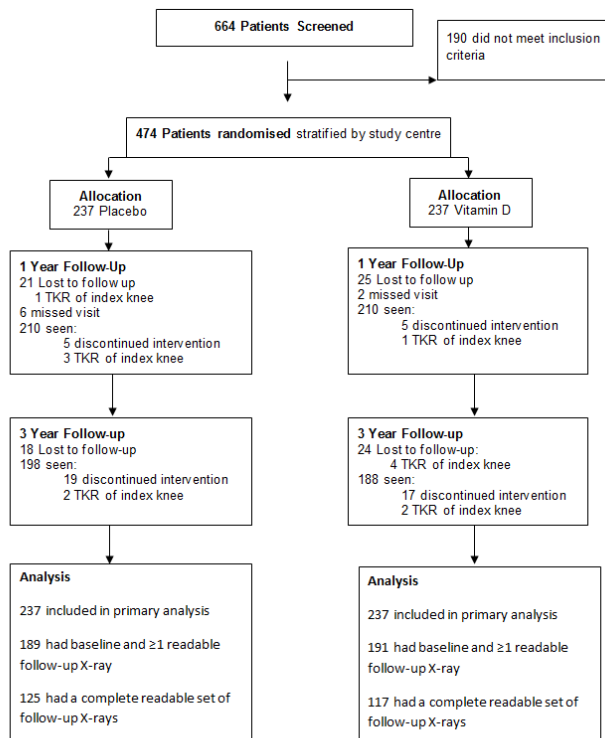 664 Patients Screened
190 did not meet inclusion
criteria
474 Patients randomised stratified by study centre
Allocation
237 Placebo
Allocation
237 Vitamin D
1 Year Follow-Up
21 Lost to follow up
1 TKR of index knee
6 missed visit
210 seen:
5 discontinued intervention
3 TKR of index knee
1 Year Follow-Up
25 Lost to follow up
2 missed visit
210 seen:
5 discontinued intervention
1 TKR of index knee
3 Year Follow-up
18 Lost to follow-up
198 seen:
19 discontinued intervention
2 TKR of index knee
3 Year Follow-up
24 Lost to follow-up:
4 TKR of index knee
188 seen:
17 discontinued intervention
2 TKR of index knee
Analysis
237 included in primary analysis
189 had baseline and ≥1 readable
follow-up X-ray
125 had a complete readable set of
follow-up X-rays
Analysis
237 included in primary analysis
191 had baseline and ≥1 readable
follow-up X-ray
117 had a complete readable set of
follow-up X-rays